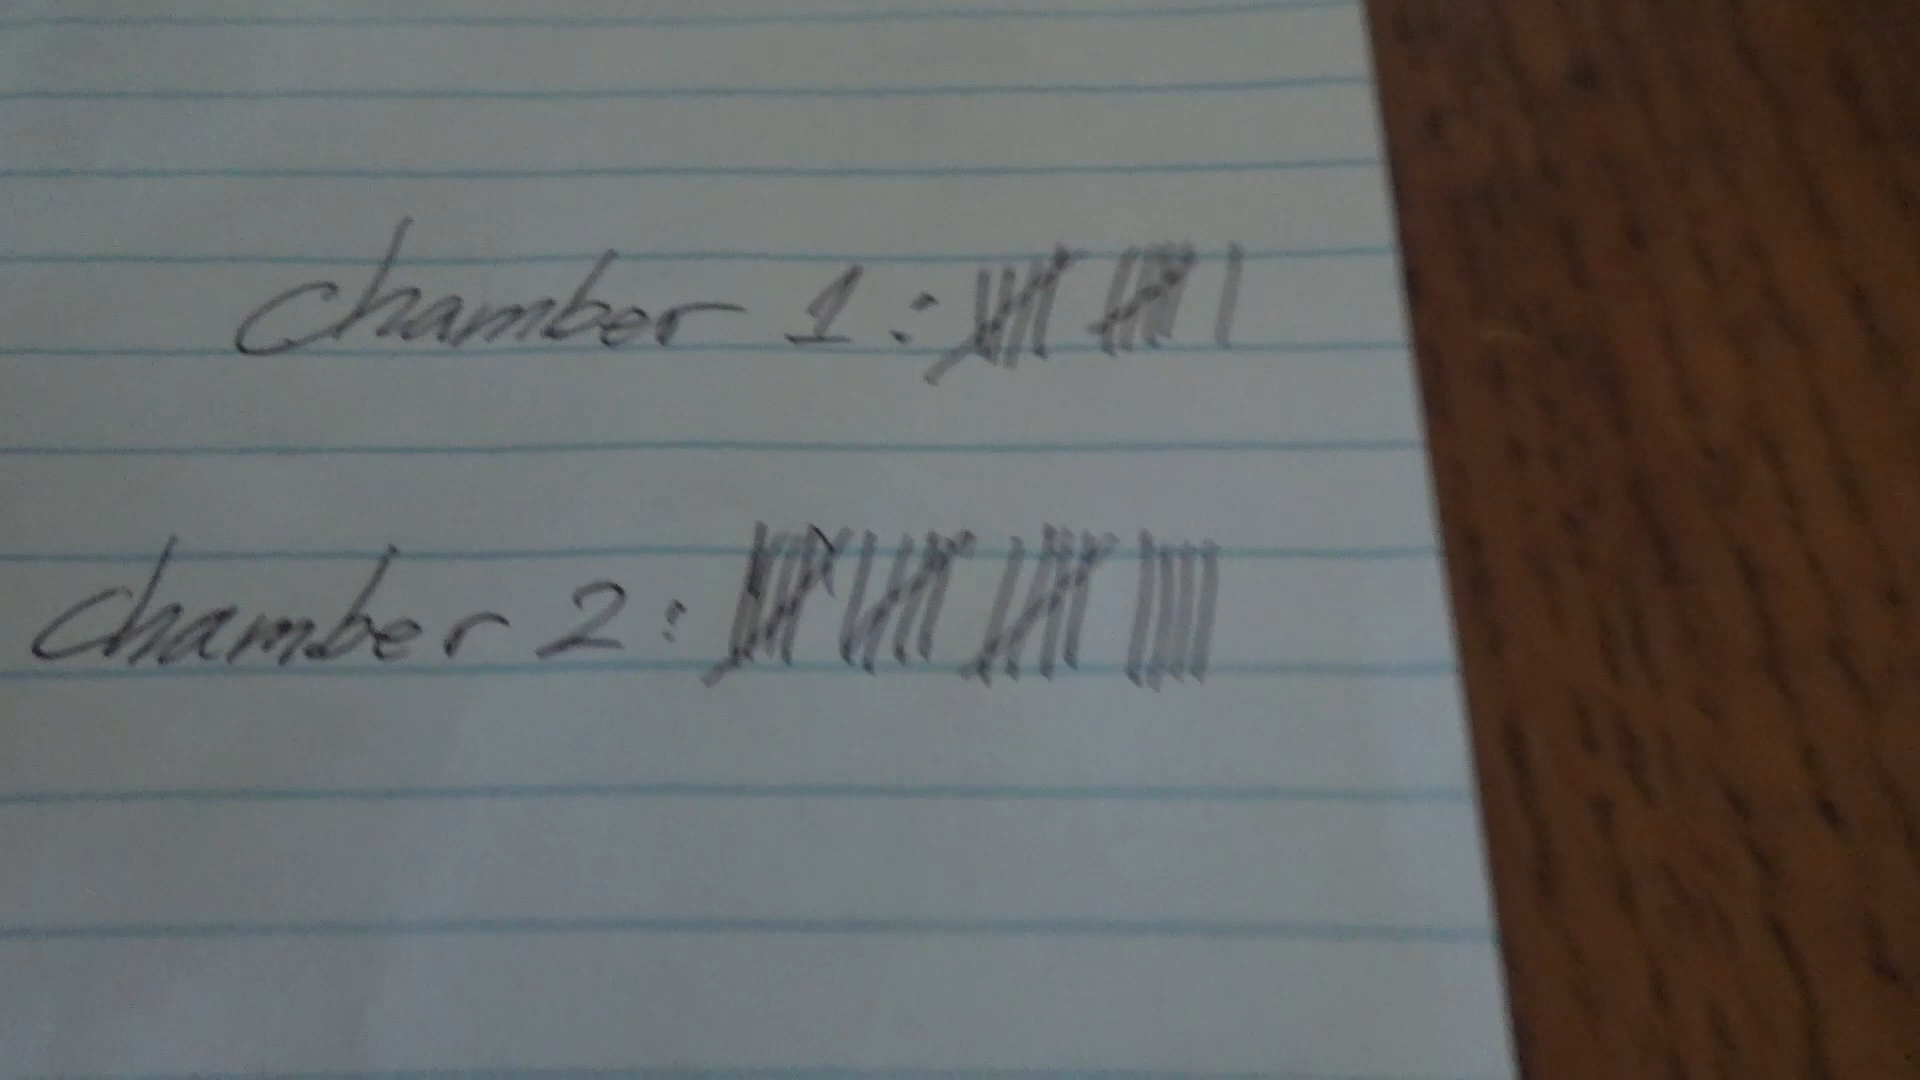 Chamber 1: 𝍸 𝍸 |
Chamber 2: 𝍸 𝍸 𝍸 ||||